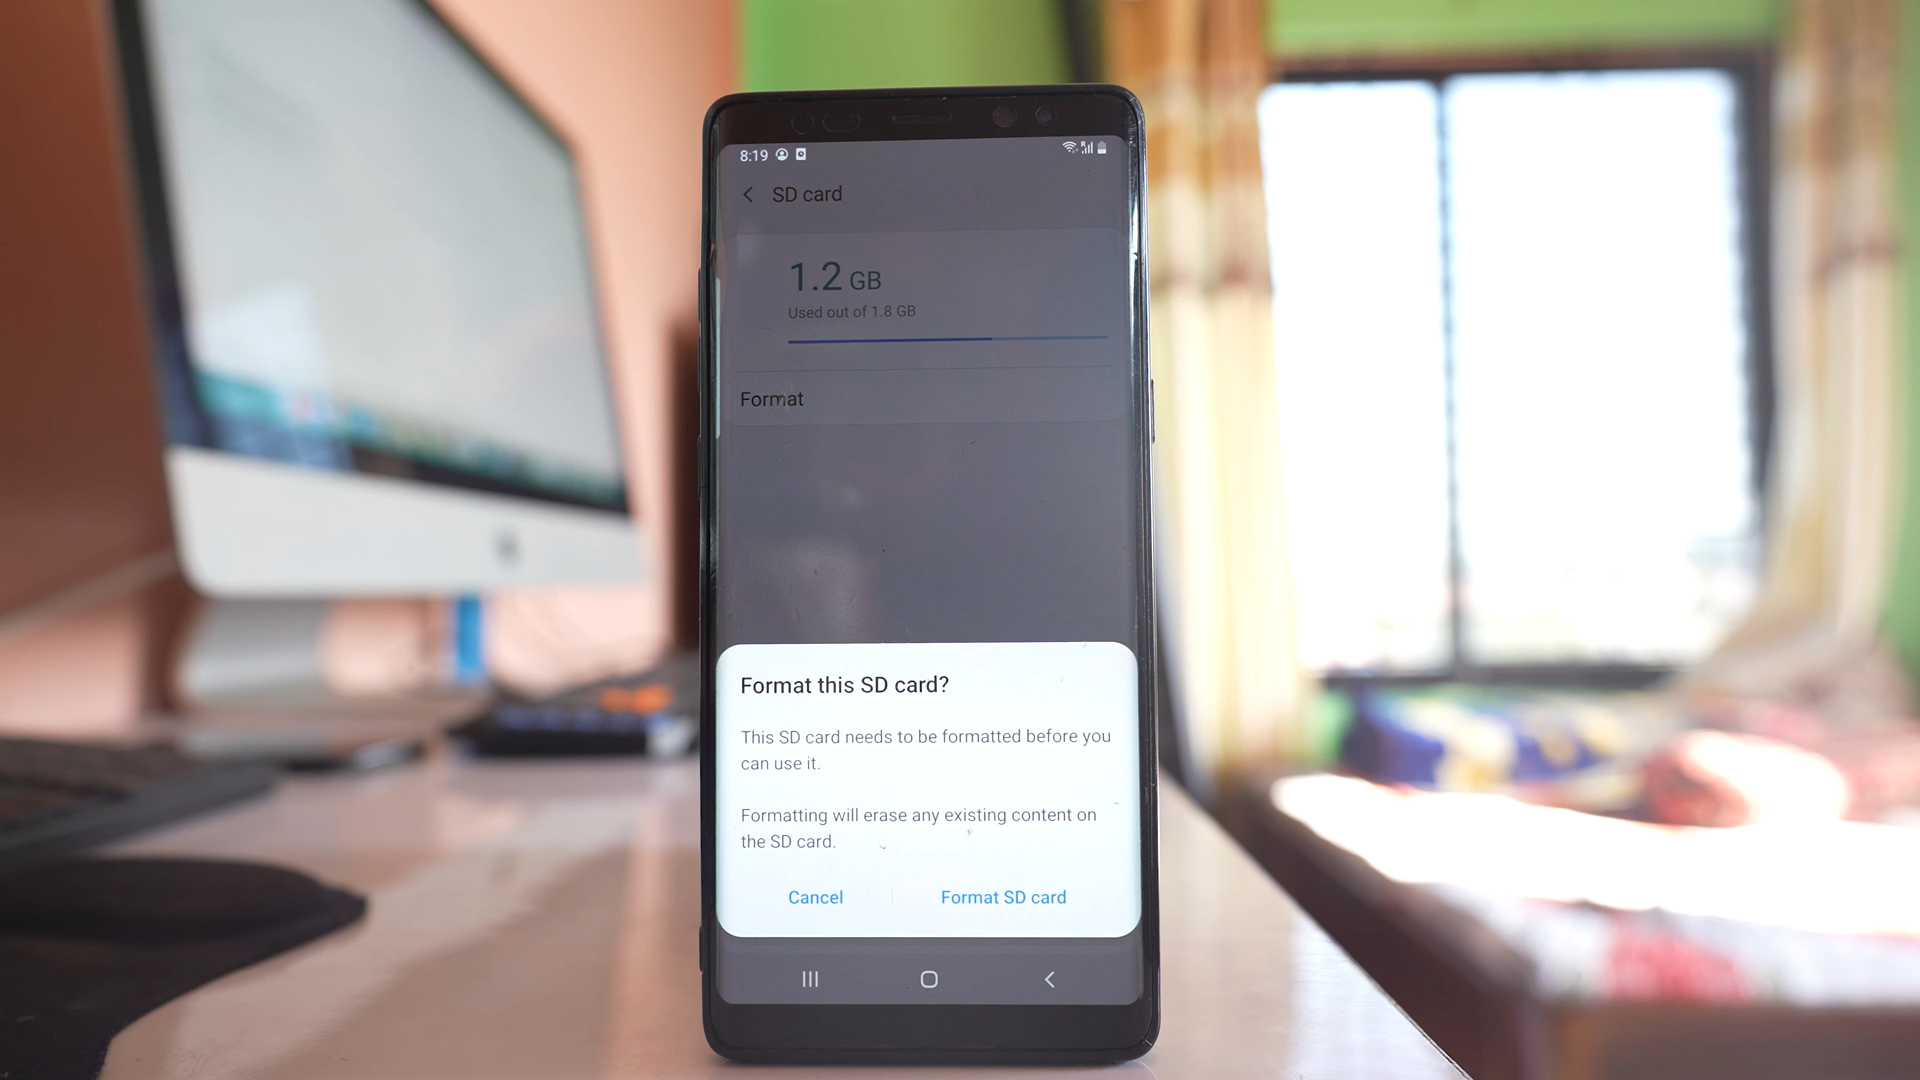 8:19
SD card
1.2 GB
Used out of 1.8 GB
Format
Format this SD card?
This SD card needs to be formatted before you
can use it.
Formatting will erase any existing content on
the SD card.
Cancel Format SD card